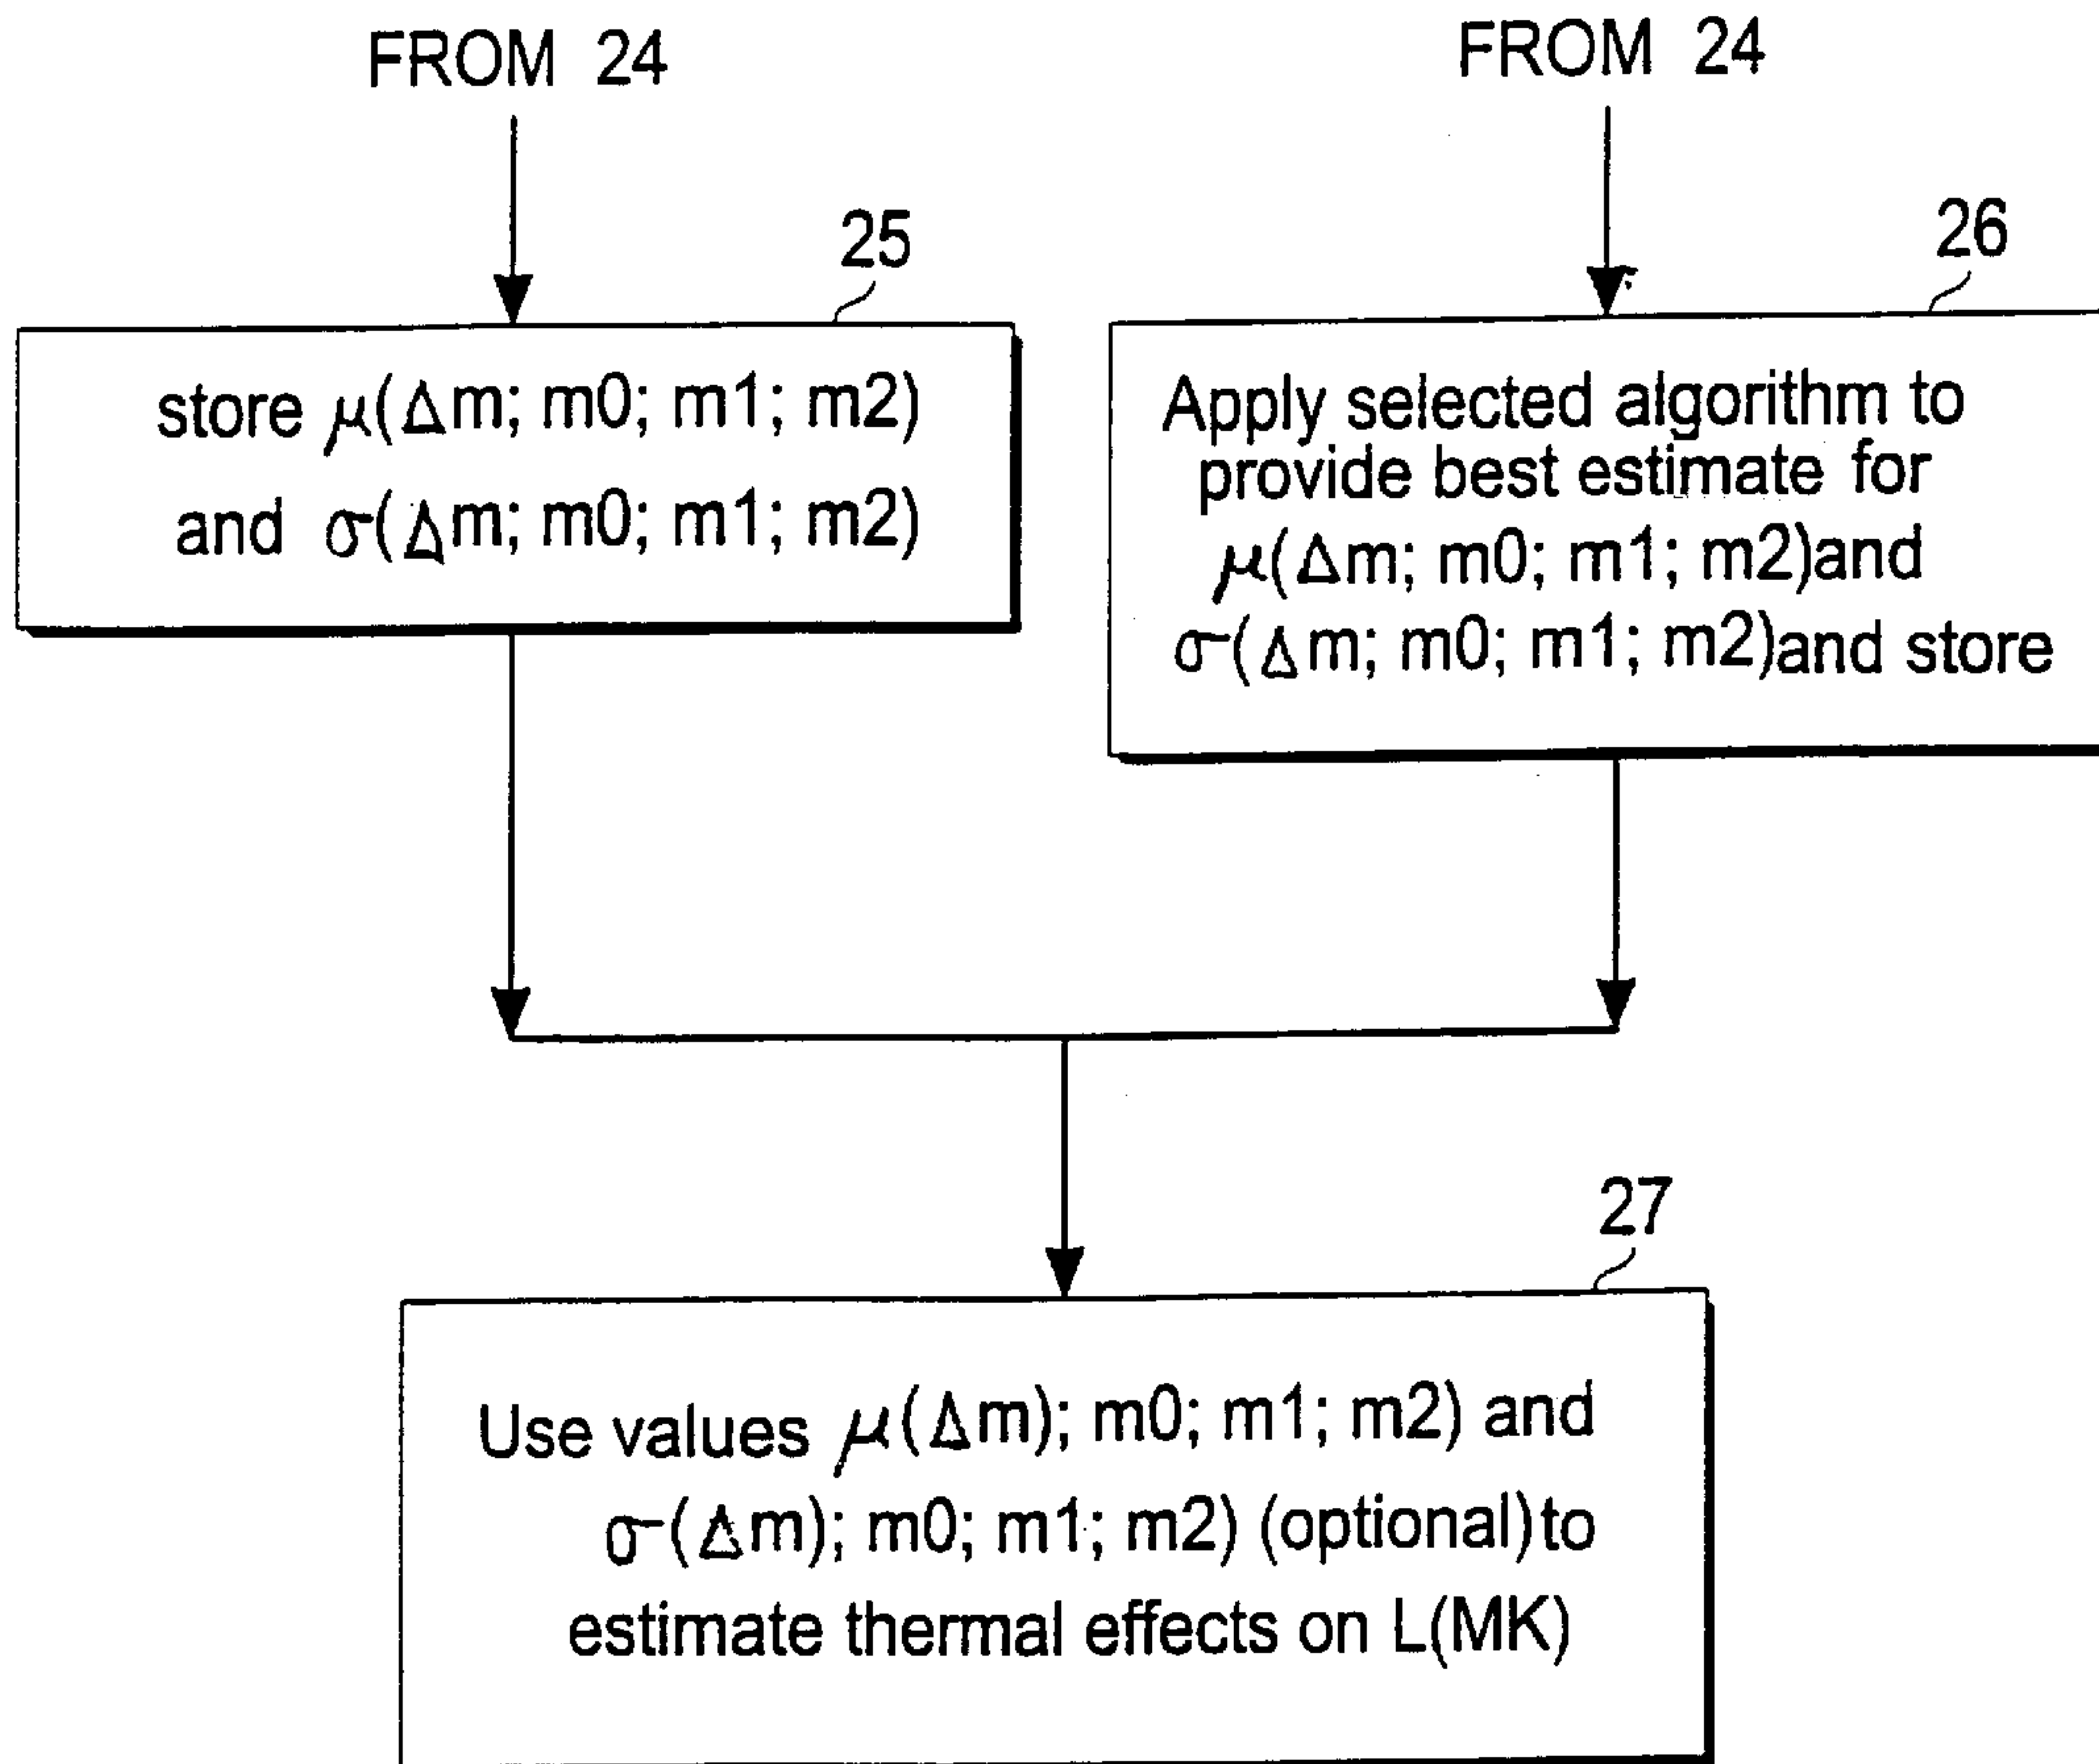 FROM 24
FROM 24
25
26
store μ(Δm; m0; m1; m2)
and σ(Δm; m0; m1; m2)
Apply selected algorithm to
provide best estimate for
μ(Δm; m0; m1; m2)and
σ(Δm; m0; m1; m2)and store
27
Use values μ(Δm); m0; m1; m2) and
σ(Δm); m0; m1; m2) (optional)to
estimate thermal effects on L(MK)